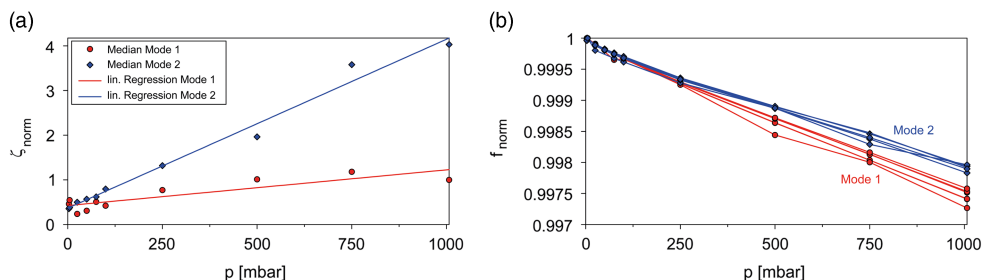 (a)
4
3
2
1
0
ζnorm
Median Mode 1
Median Mode 2
lin. Regression Mode 1
lin. Regression Mode 2
0
250
500
750
1000
p [mbar]
(b)
1
0.9995
0.999
0.9985
0.998
0.9975
0.997
fnorm
Mode 2
Mode 1
0
250
500
750
1000
p [mbar]